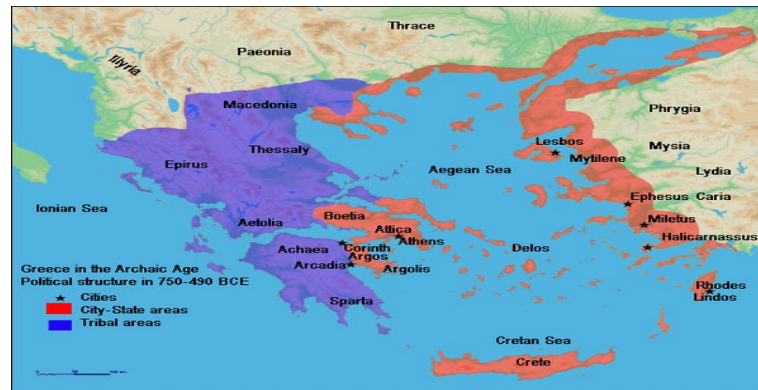 Thrace
Paeonia
Illyria
Macedonia
Phrygia
Thessaly
Lesbos
Mysia
Mytilene
Epirus
Aegean Sea
Lydia
Ephesus Caria
Ionian Sea
Boetia
Aetolia
Attica
Miletus
Athens
Halicarnassus
Achaea
Corinth
Delos
Argos
Arcadia
Argolis
Greece in the Archaic Age
Political structure in 750-490 BCE
Cities
City-State areas
Tribal areas
Sparta
Rhodes
Lindos
Cretan Sea
Crete